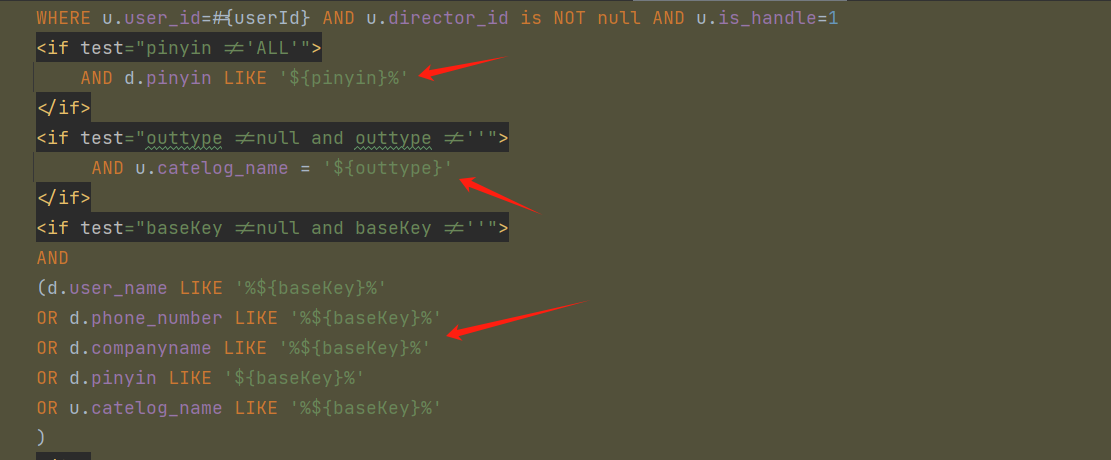 WHERE u.user_id=#{userId} AND u.director_id is NOT null AND u.is_handle=1
<if test="pinyin !='ALL'">
AND d.pinyin LIKE '${pinyin}%'
</if>
<if test="outtype !=null and outtype !=''">
AND u.catelog_name = '${outtype}'
</if>
<if test="baseKey !=null and baseKey !=''">
AND
(d.user_name LIKE '%${baseKey}%'
OR d.phone_number LIKE '%${baseKey}%'
OR d.companyname LIKE '%${baseKey}%'
OR d.pinyin LIKE '${baseKey}%'
OR u.catelog_name LIKE '%${baseKey}%'
)